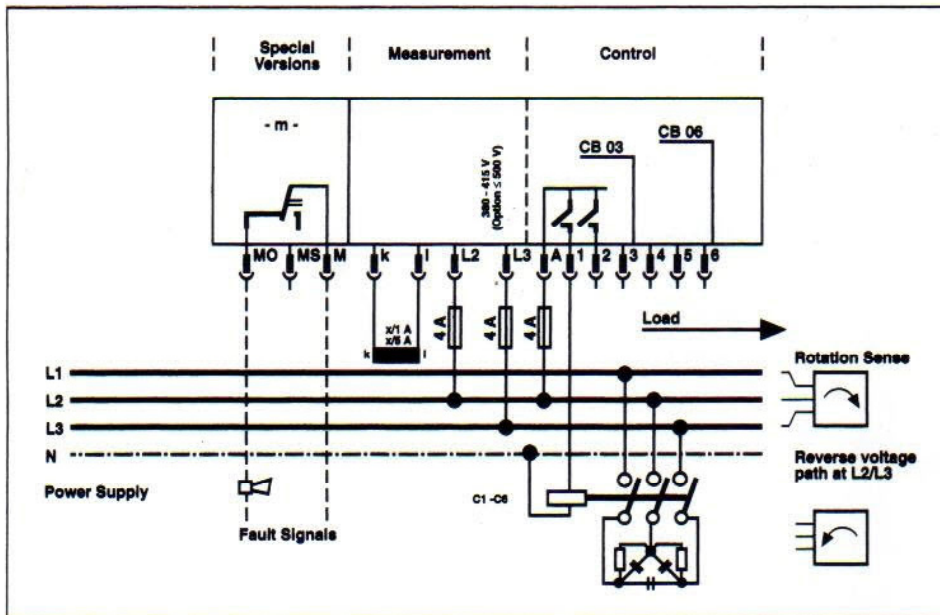 Special
Versions
Measurement
Control
- m -
380 - 415 V
(Option ≤ 500 V)
CB 03
CB 06
MO
MS
M
k
l
L2
L3
A
1
2
3
4
5
6
x/1 A
x/5 A
k
l
4 A
4 A
4 A
Load
L1
L2
L3
N
Rotation Sense
Reverse voltage
path at L2/L3
Power Supply
C1 -C6
Fault Signals